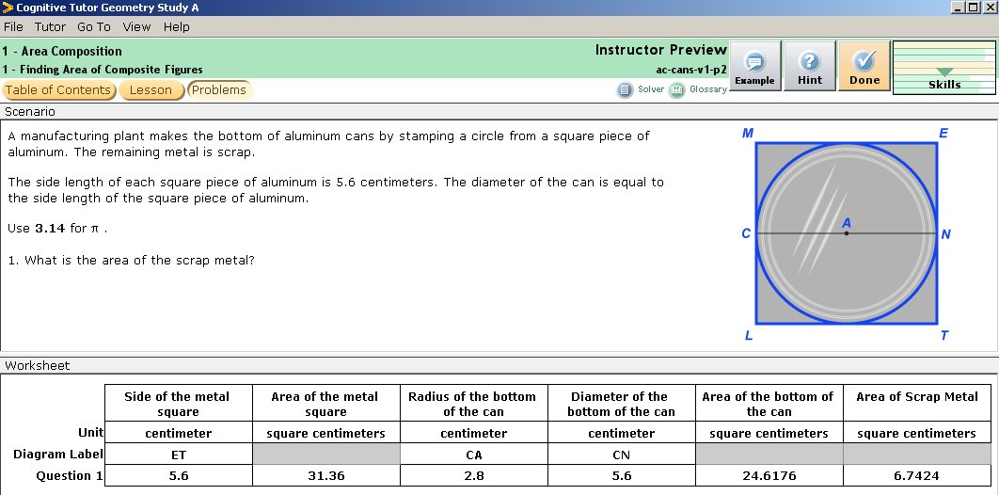 Cognitive Tutor Geometry Study A
File Tutor Go To View Help
1 - Area Composition
1 - Finding Area of Composite Figures
Instructor Preview
ac-cans-v1-p2
Example
Hint
Done
Skills
Table of Contents Lesson Problems
Solver Glossary
Scenario
A manufacturing plant makes the bottom of aluminum cans by stamping a circle from a square piece of
aluminum. The remaining metal is scrap.
The side length of each square piece of aluminum is 5.6 centimeters. The diameter of the can is equal to
the side length of the square piece of aluminum.
Use 3.14 for π .
1. What is the area of the scrap metal?
M E
A
C N
L T
Worksheet
Side of the metal square Area of the metal square Radius of the bottom of the can Diameter of the bottom of the can Area of the bottom of the can Area of Scrap Metal
Unit centimeter square centimeters centimeter centimeter square centimeters square centimeters
Diagram Label ET CA CN
Question 1 5.6 31.36 2.8 5.6 24.6176 6.7424